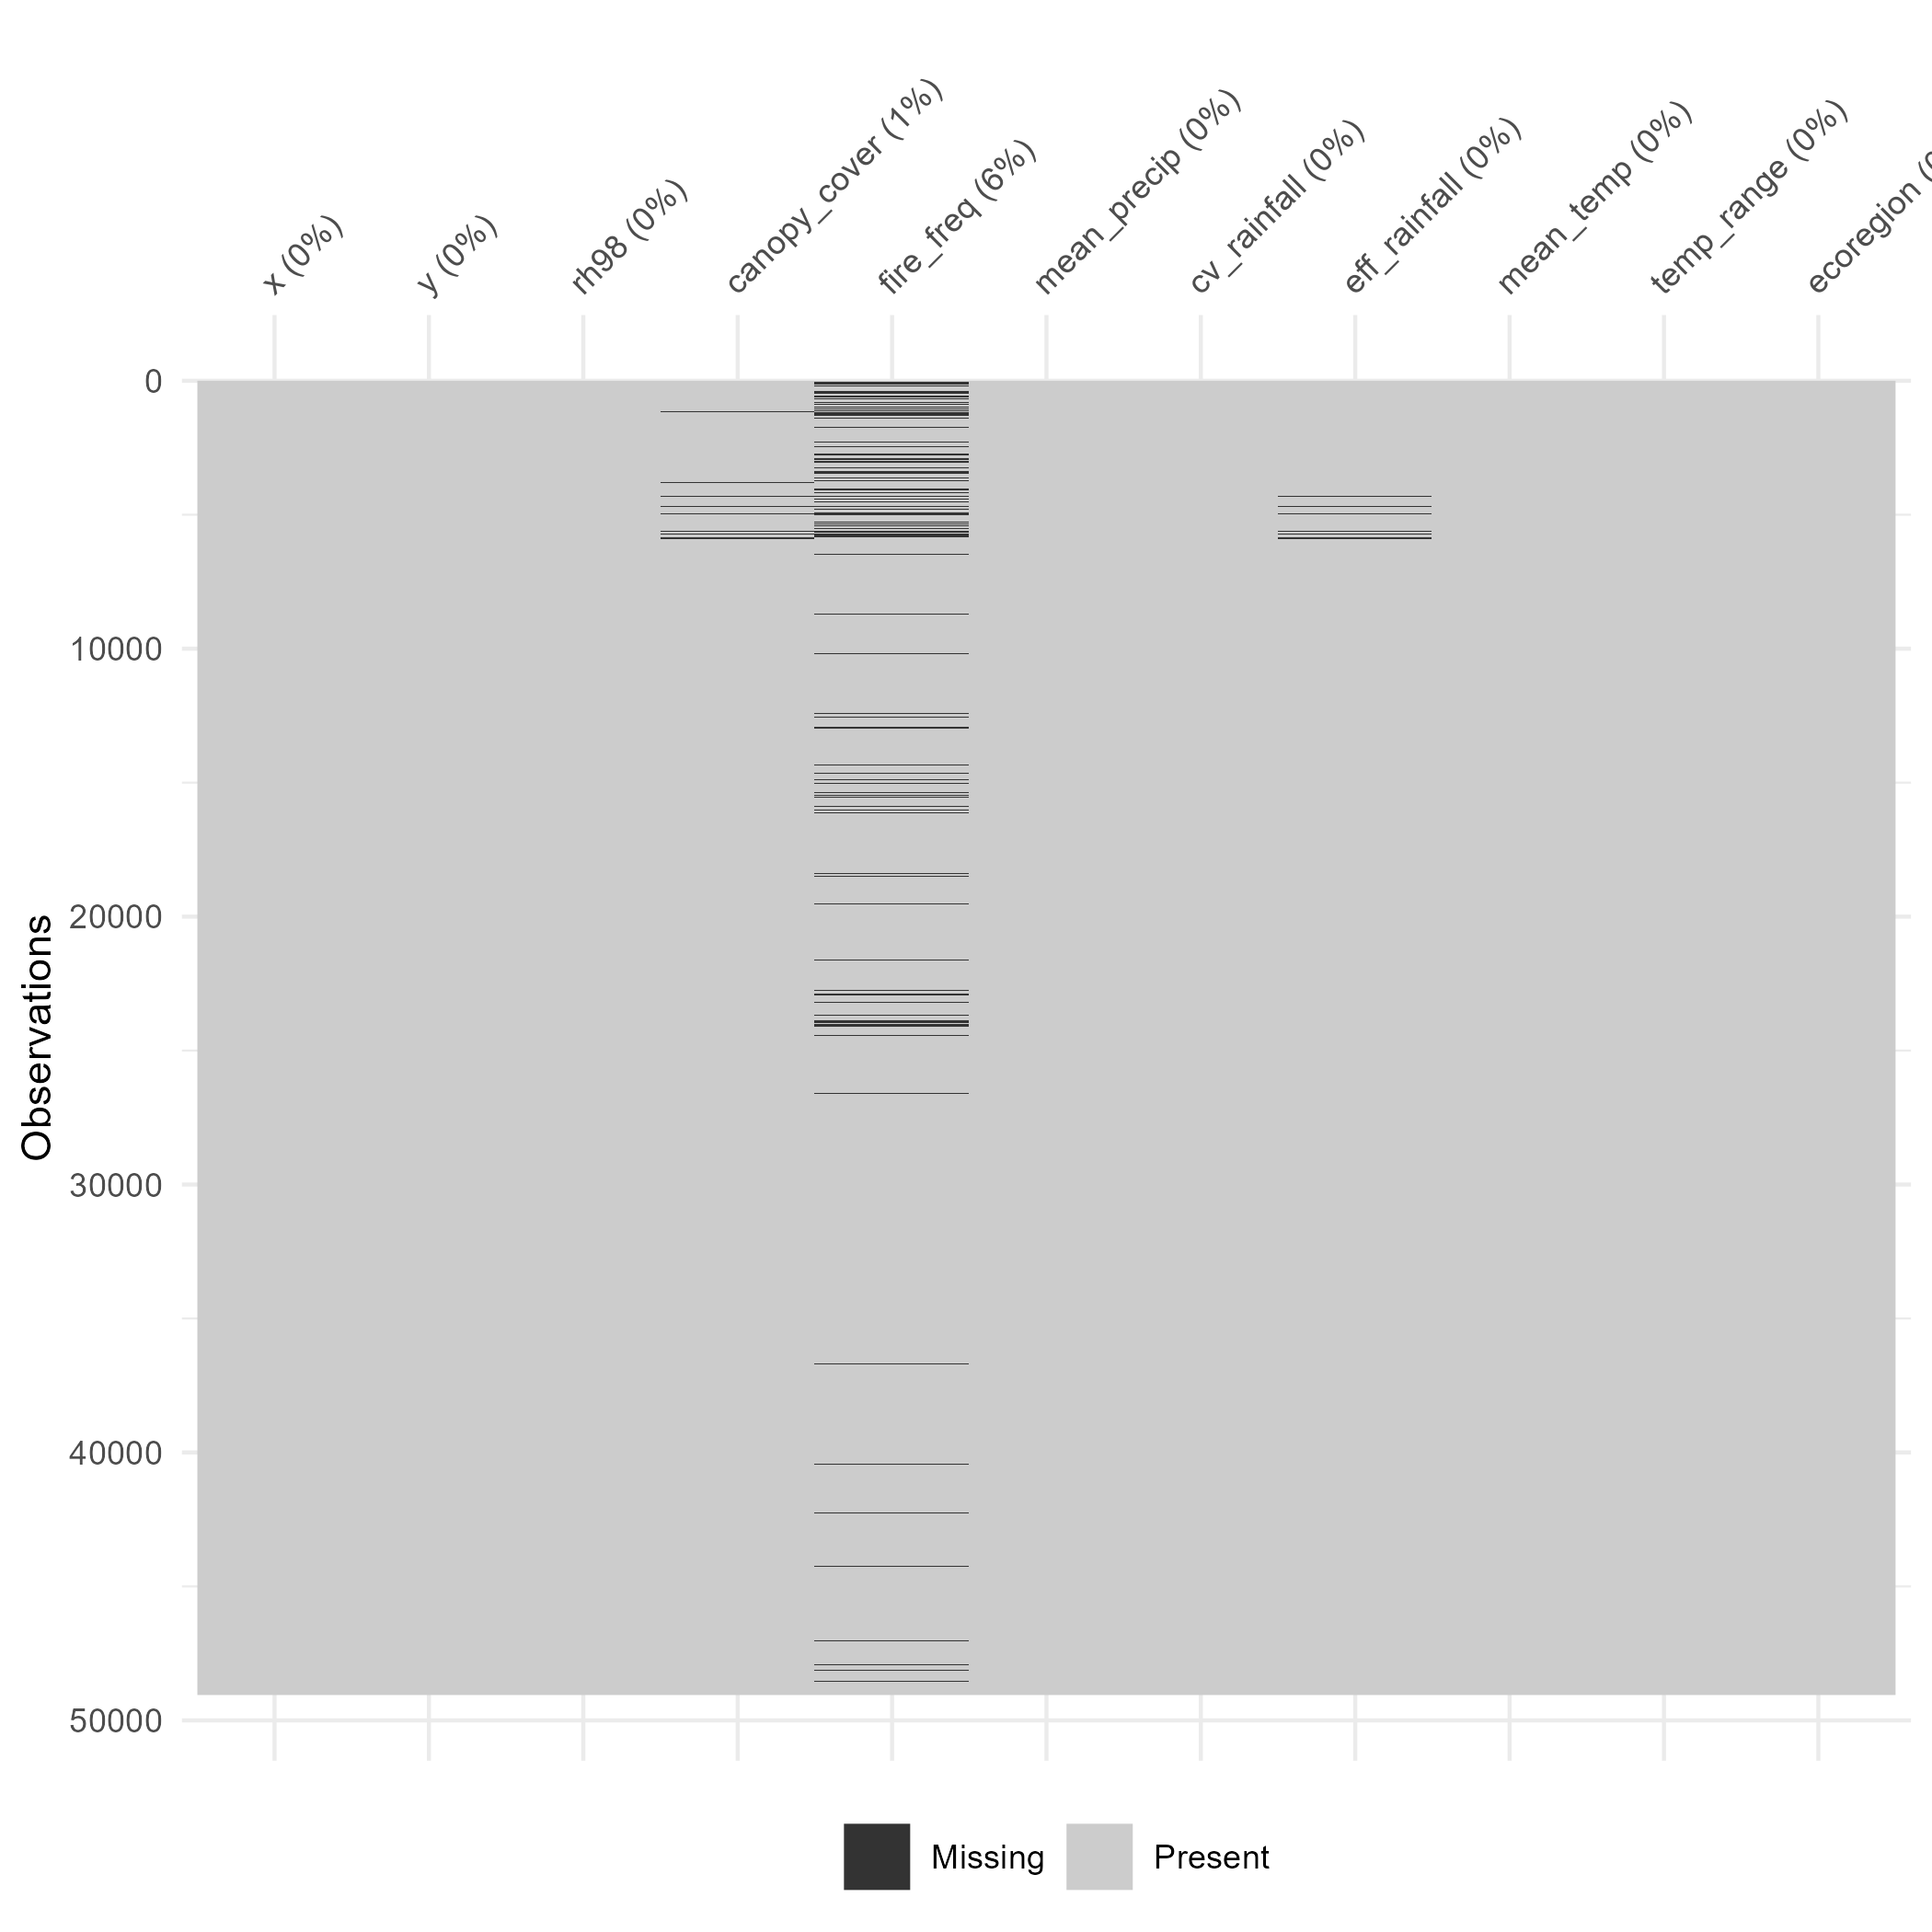 x (0%)
y (0%)
rh98 (0%)
canopy_cover (1%)
fire_freq (6%)
mean_precip (0%)
cv_rainfall (0%)
eff_rainfall (0%)
mean_temp (0%)
temp_range (0%)
ecoregion
0
10000
20000
30000
40000
50000
Observations
Missing
Present